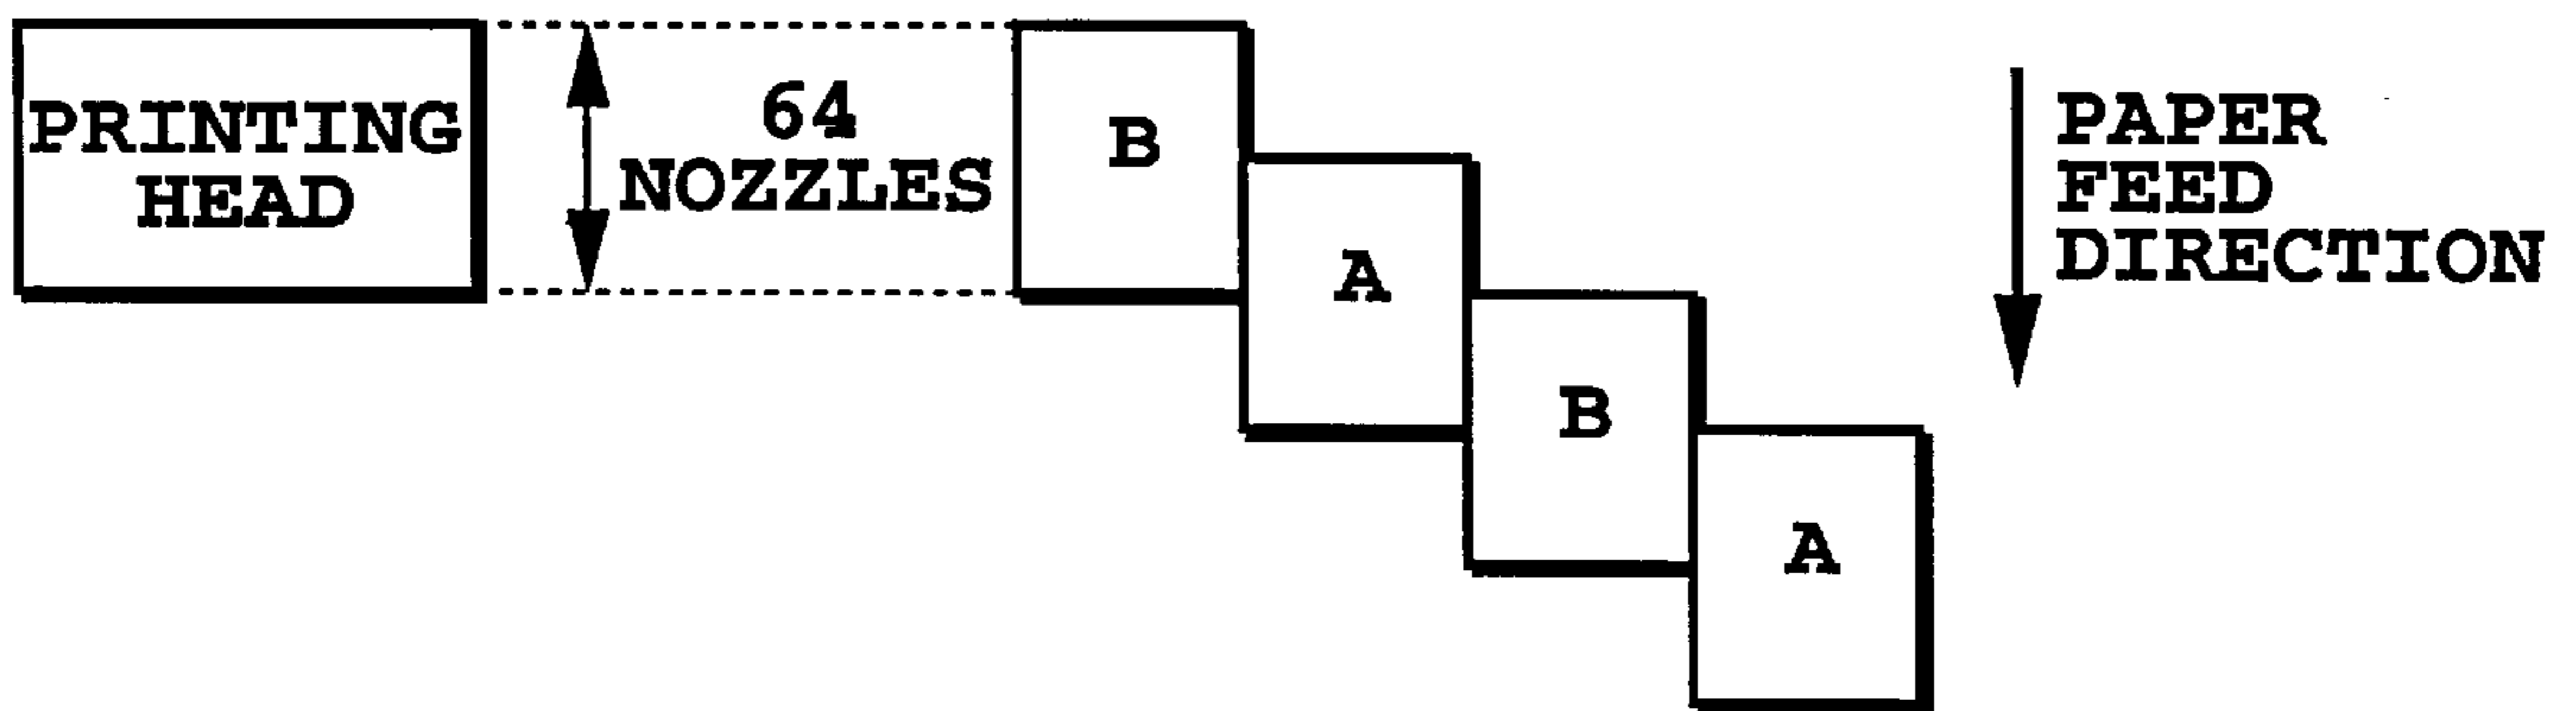 PRINTING
HEAD
64
NOZZLES
B
A
B
A
PAPER
FEED
DIRECTION